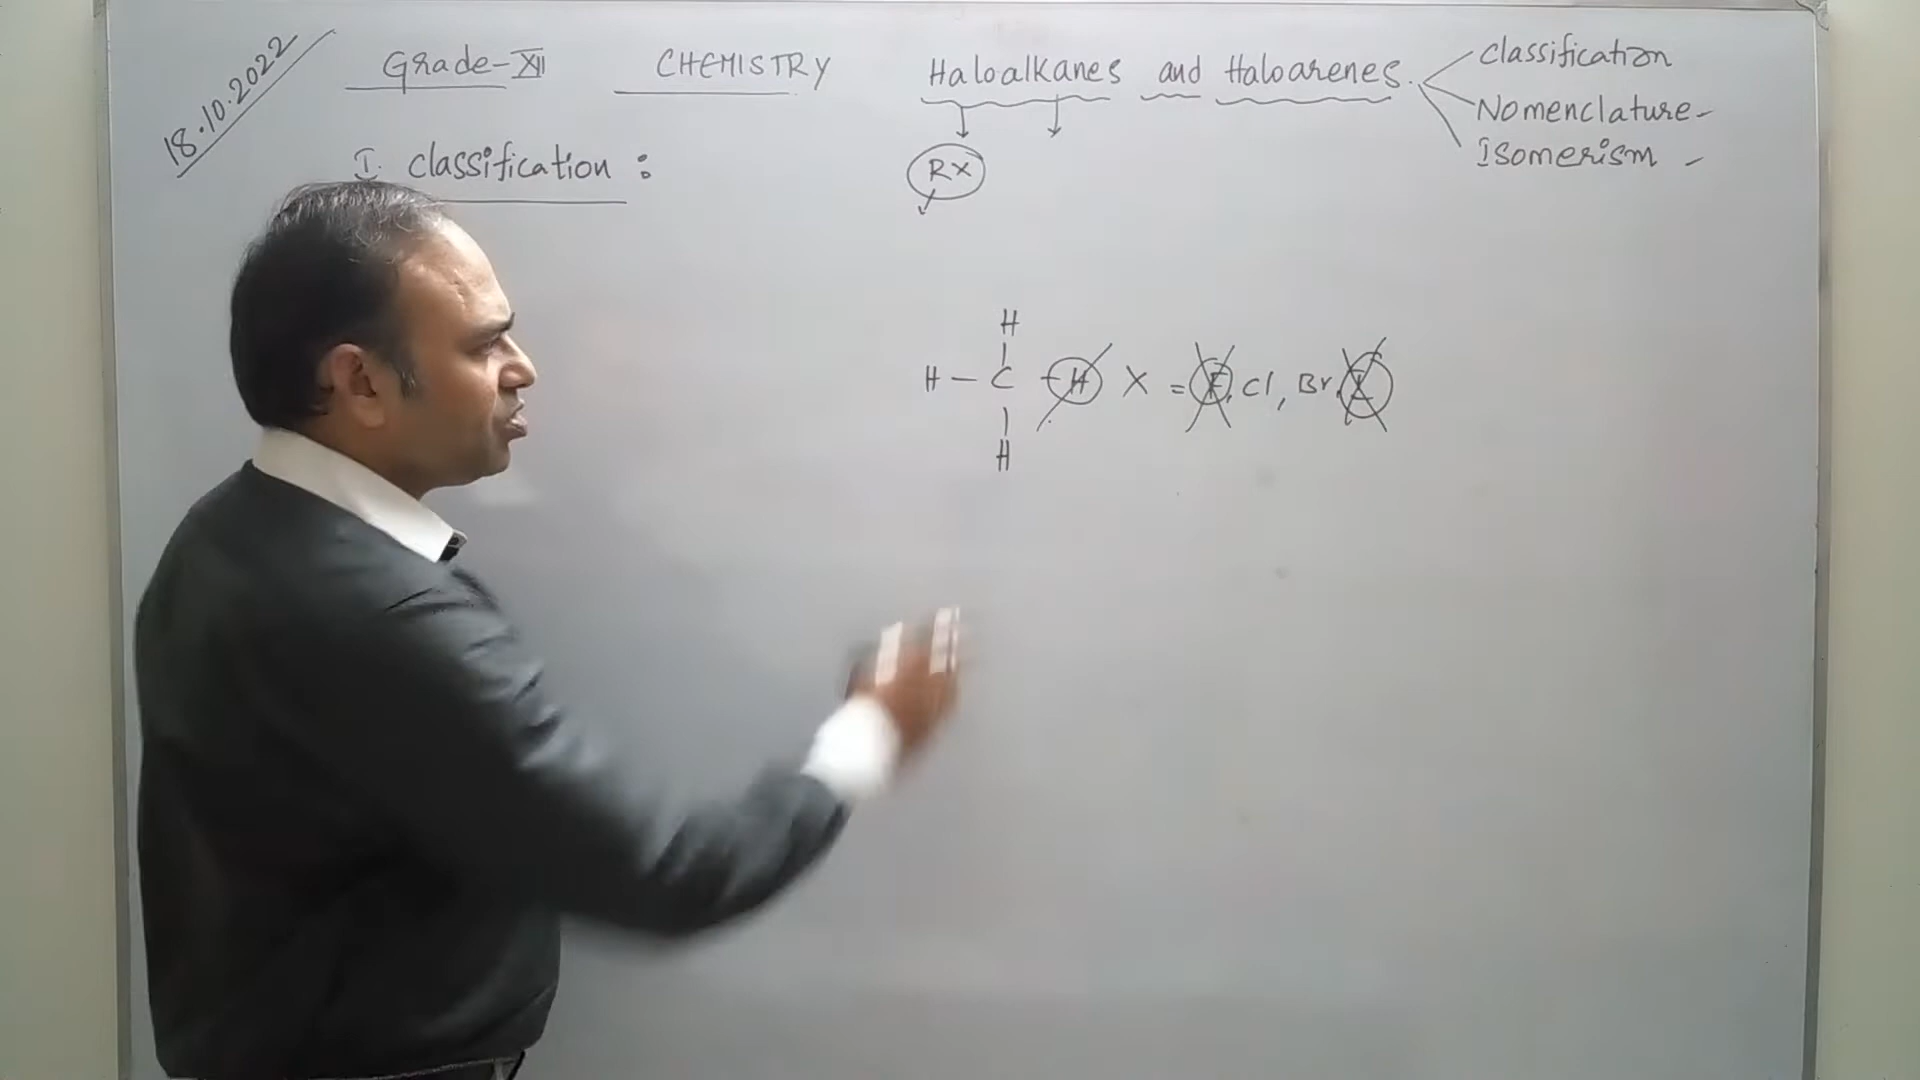 18.10.2022
Grade-XII CHEMISTRY Haloalkanes and Haloarenes.
Classification
Nomenclature-
Isomerism -
I. Classification :
RX
H
H - C - H X = F, Cl, Br, I
H